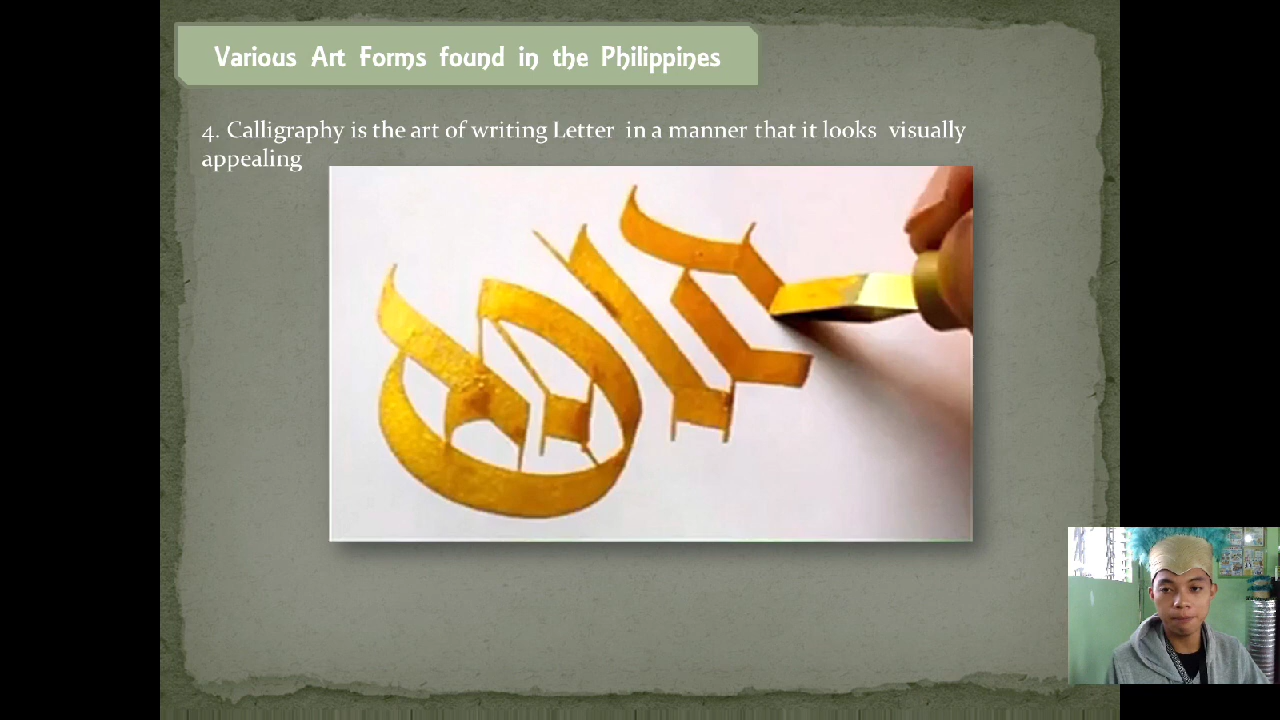 Various Art Forms found in the Philippines
4. Calligraphy is the art of writing Letter in a manner that it looks visually
appealing